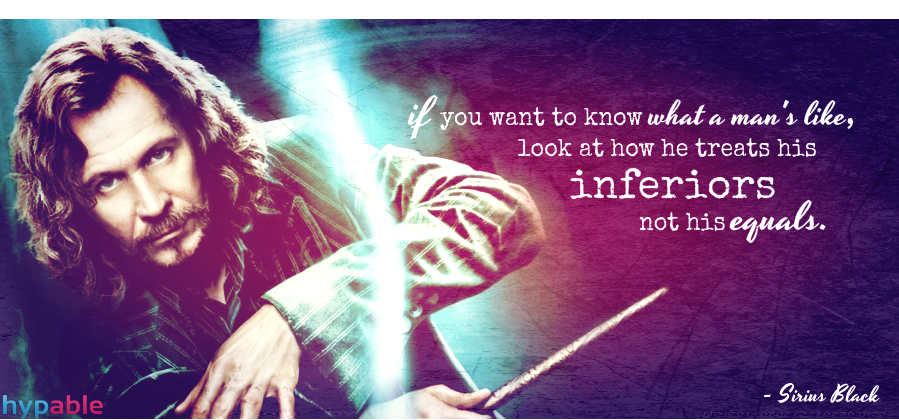 if you want to know what a man's like,
look at how he treats his
inferiors
not his equals.
- Sirius Black
hypable